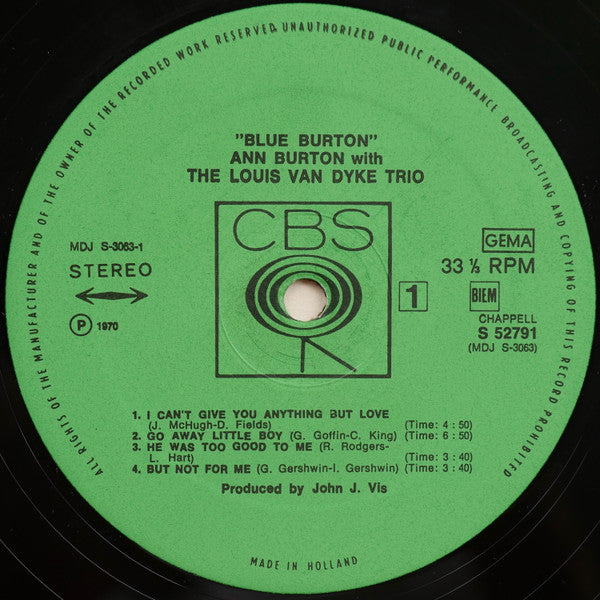 ALL RIGHTS OF THE MANUFACTURER AND OF THE OWNER OF THE RECORDED WORK RESERVED. UNAUTHORIZED PUBLIC PERFORMANCE BROADCASTING AND COPYING OF THIS RECORD PROHIBITED
"BLUE BURTON"
ANN BURTON with
THE LOUIS VAN DYKE TRIO
CBS
MDJ S-3063-1
STEREO
Ⓟ 1970
GEMA
33 ⅓ RPM
1
BIEM
CHAPPELL
S 52791
(MDJ S-3063)
1. I CAN'T GIVE YOU ANYTHING BUT LOVE
(J. McHugh-D. Fields) (Time: 4 : 50)
2. GO AWAY LITTLE BOY (G. Goffin-C. King) (Time: 6 : 50)
3. HE WAS TOO GOOD TO ME (R. Rodgers-
L. Hart) (Time: 3 : 40)
4. BUT NOT FOR ME (G. Gershwin-I. Gershwin) (Time: 3 : 40)
Produced by John J. Vis
MADE IN HOLLAND